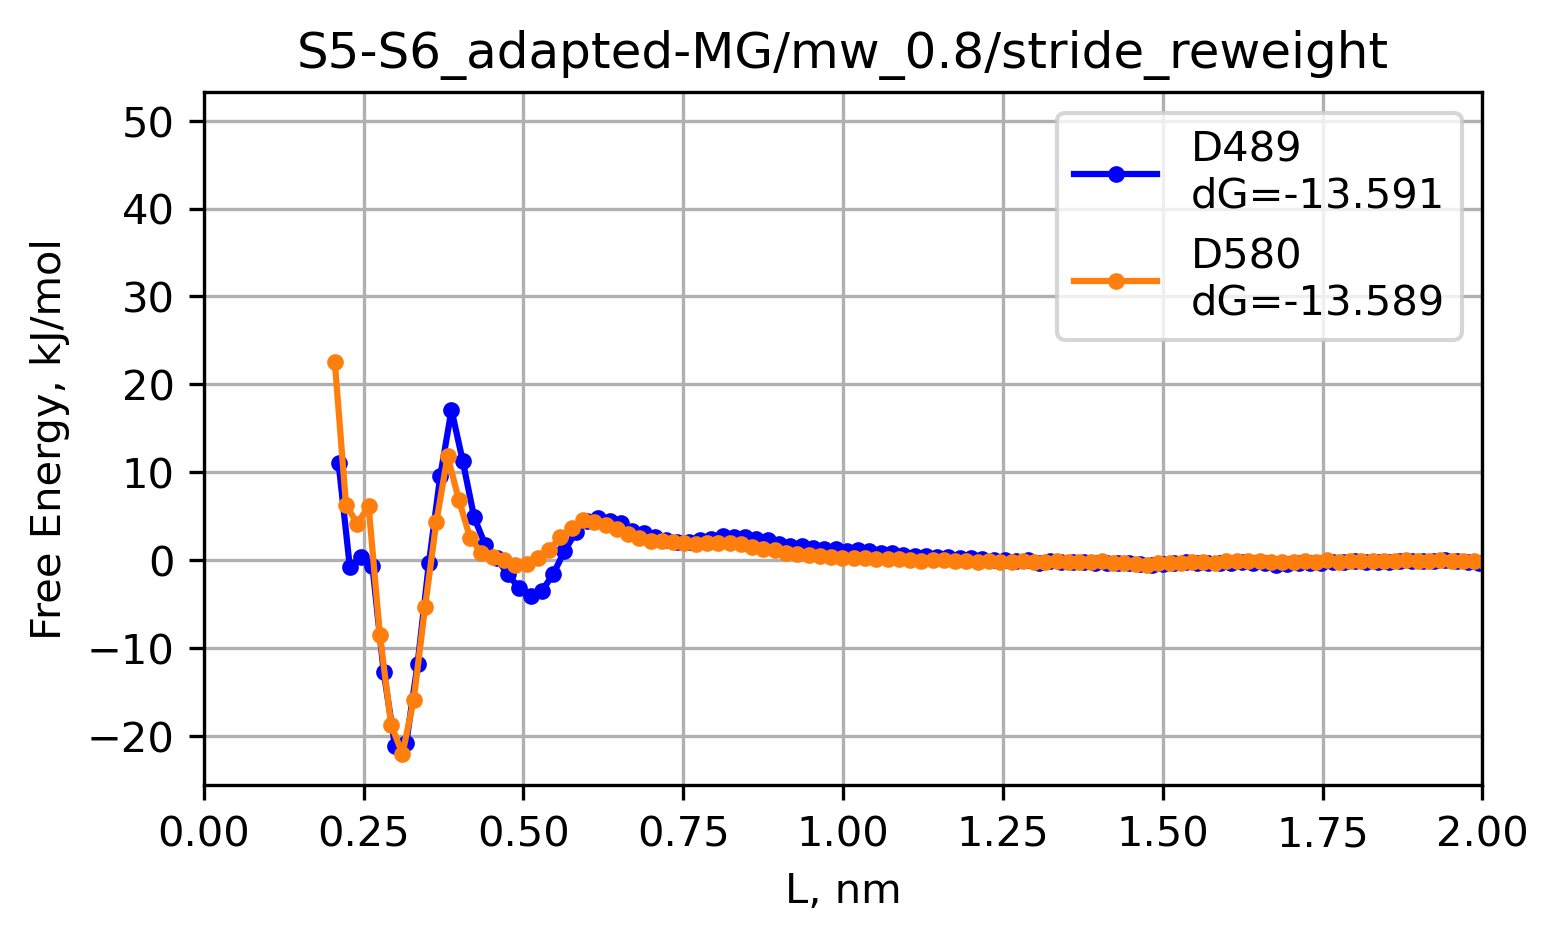 S5-S6_adapted-MG/mw_0.8/stride_reweight
D489
dG=-13.591
D580
dG=-13.589
Free Energy, kJ/mol
50
40
30
20
10
0
−10
−20
0.00 0.25 0.50 0.75 1.00 1.25 1.50 1.75 2.00
L, nm